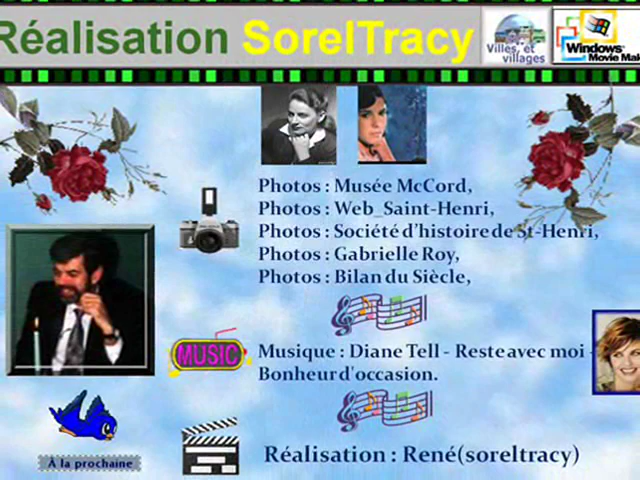 Réalisation SorelTracy
Villes et
villages
Windows
Movie Mak
Photos : Musée McCord,
Photos : Web_Saint-Henri,
Photos : Société d'histoire de St-Henri,
Photos : Gabrielle Roy,
Photos : Bilan du Siècle,
MUSIC
Musique : Diane Tell - Reste avec moi -
Bonheur d'occasion.
À la prochaine
Réalisation : René(soreltracy)